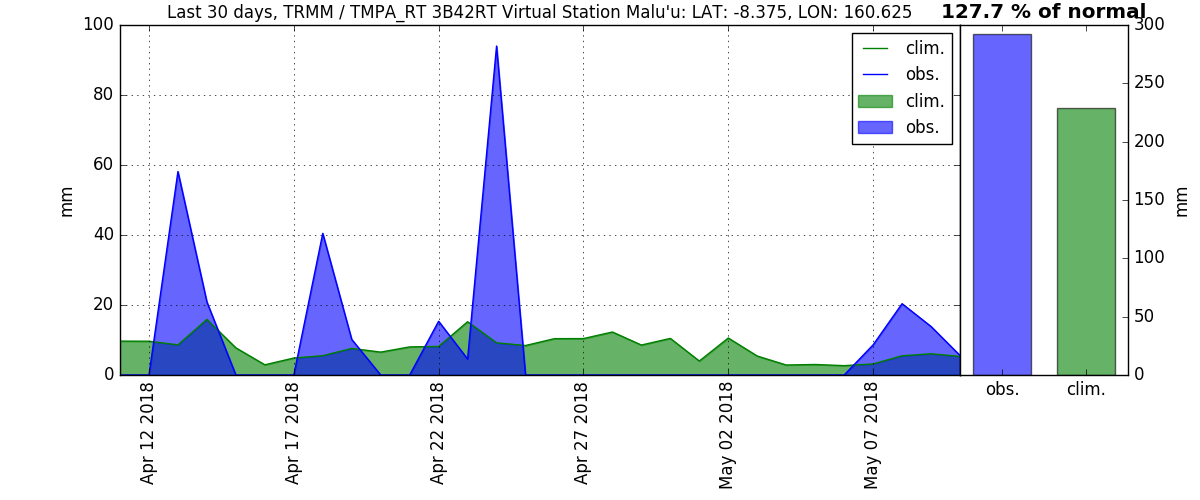 Last 30 days, TRMM / TMPA_RT 3B42RT Virtual Station Malu'u: LAT: -8.375, LON: 160.625
127.7 % of normal
100
80
60
40
20
0
mm
clim.
obs.
clim.
obs.
300
250
200
150
100
50
0
mm
Apr 12 2018
Apr 17 2018
Apr 22 2018
Apr 27 2018
May 02 2018
May 07 2018
obs.
clim.